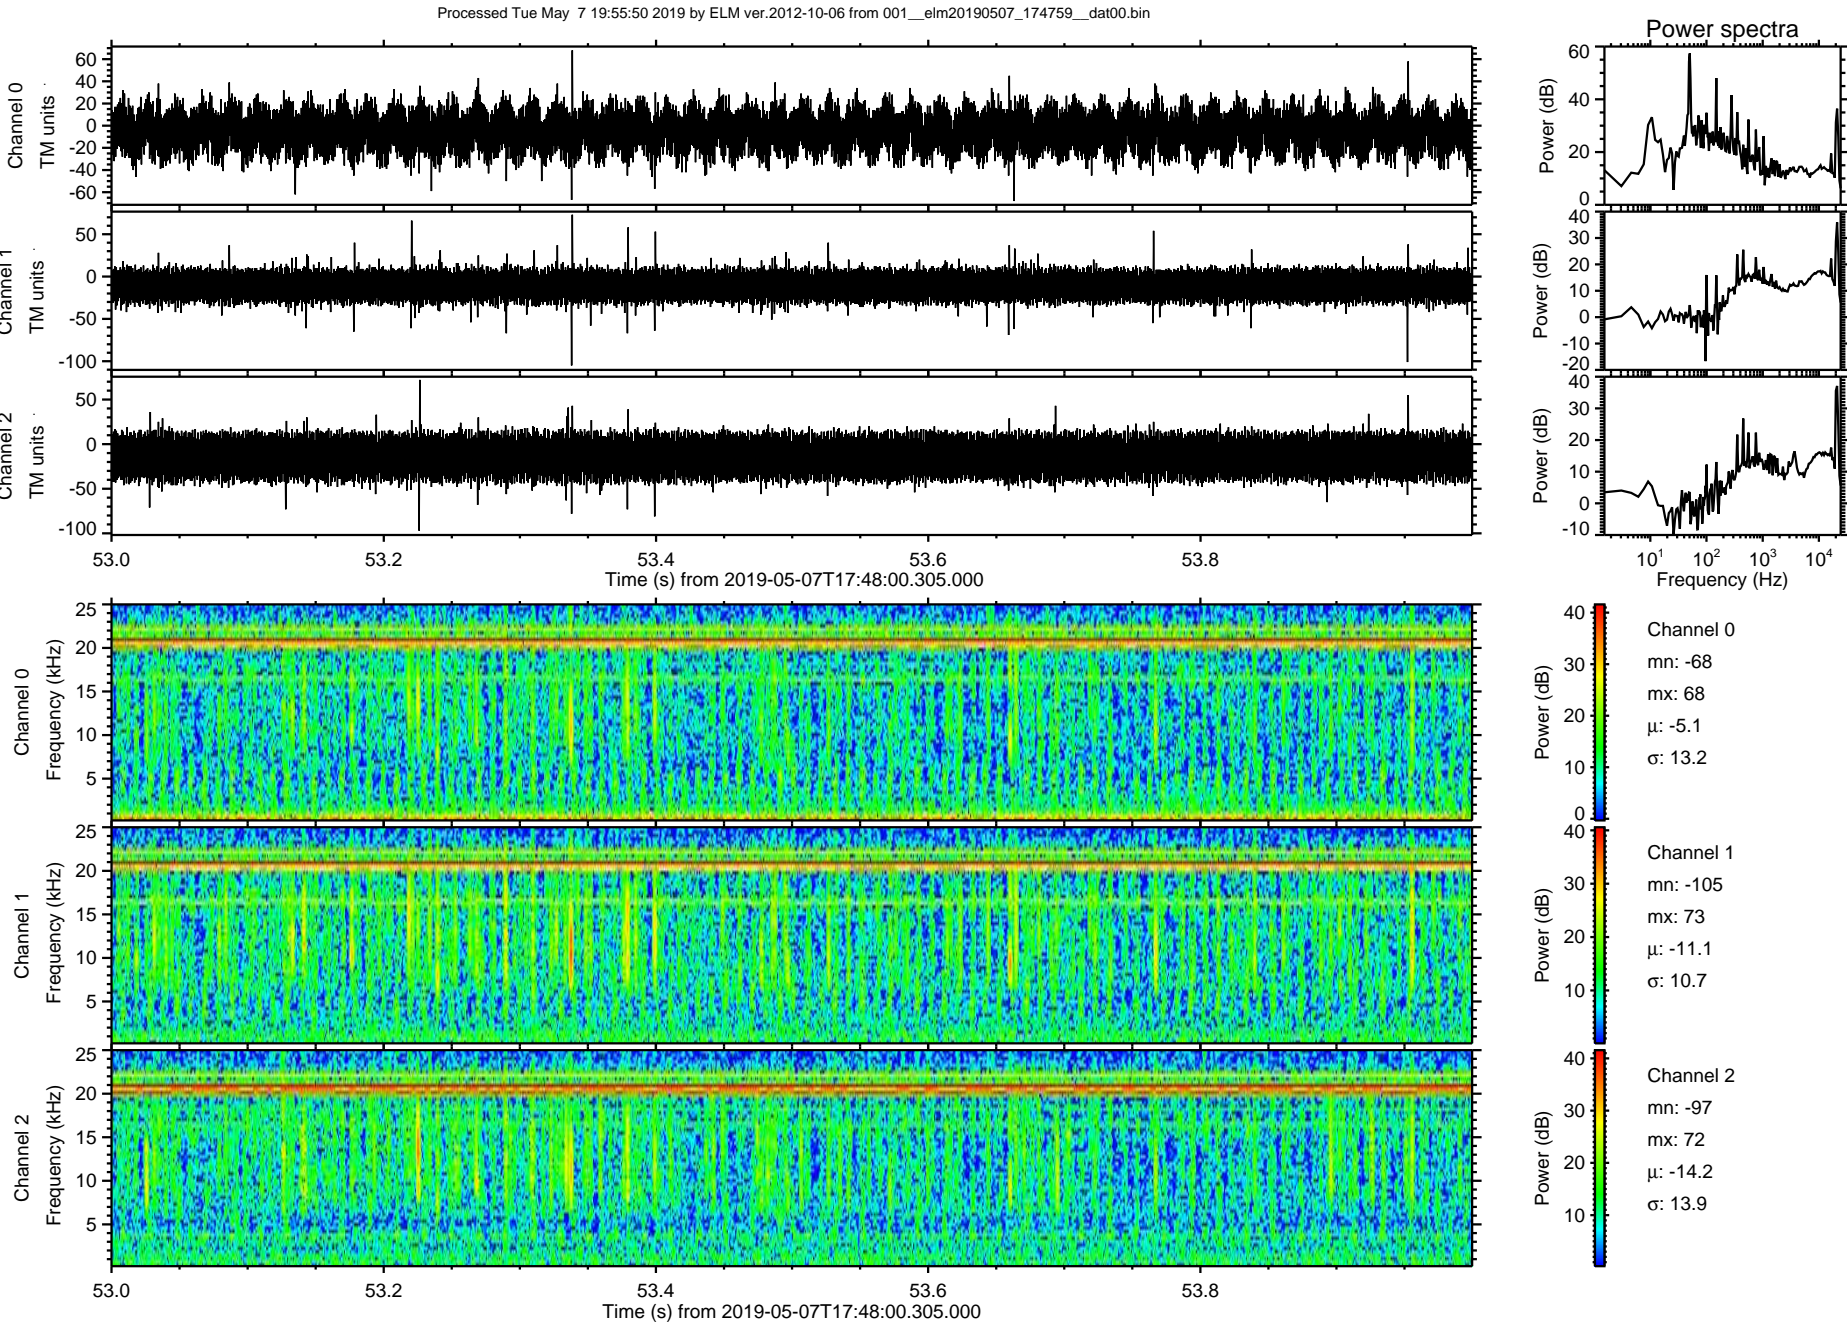 Processed Tue May 7 19:55:50 2019 by ELM ver.2012-10-06 from 001__elm20190507_174759__dat00.bin
Power spectra
Channel 0
TM units
60
40
20
0
-20
-40
-60
Power (dB)
60
40
20
0
Channel 1
TM units
50
0
-50
-100
Power (dB)
40
30
20
10
0
-10
-20
Channel 2
TM units
50
0
-50
-100
Power (dB)
40
30
20
10
0
-10
53.0 53.2 53.4 53.6 53.8
Time (s) from 2019-05-07T17:48:00.305.000
10¹ 10² 10³ 10⁴
Frequency (Hz)
Channel 0
Frequency (kHz)
25
20
15
10
5
Power (dB)
40
30
20
10
0
Channel 0
mn: -68
mx: 68
µ: -5.1
σ: 13.2
Channel 1
Frequency (kHz)
25
20
15
10
5
Power (dB)
40
30
20
10
Channel 1
mn: -105
mx: 73
µ: -11.1
σ: 10.7
Channel 2
Frequency (kHz)
25
20
15
10
5
Power (dB)
40
30
20
10
Channel 2
mn: -97
mx: 72
µ: -14.2
σ: 13.9
53.0 53.2 53.4 53.6 53.8
Time (s) from 2019-05-07T17:48:00.305.000